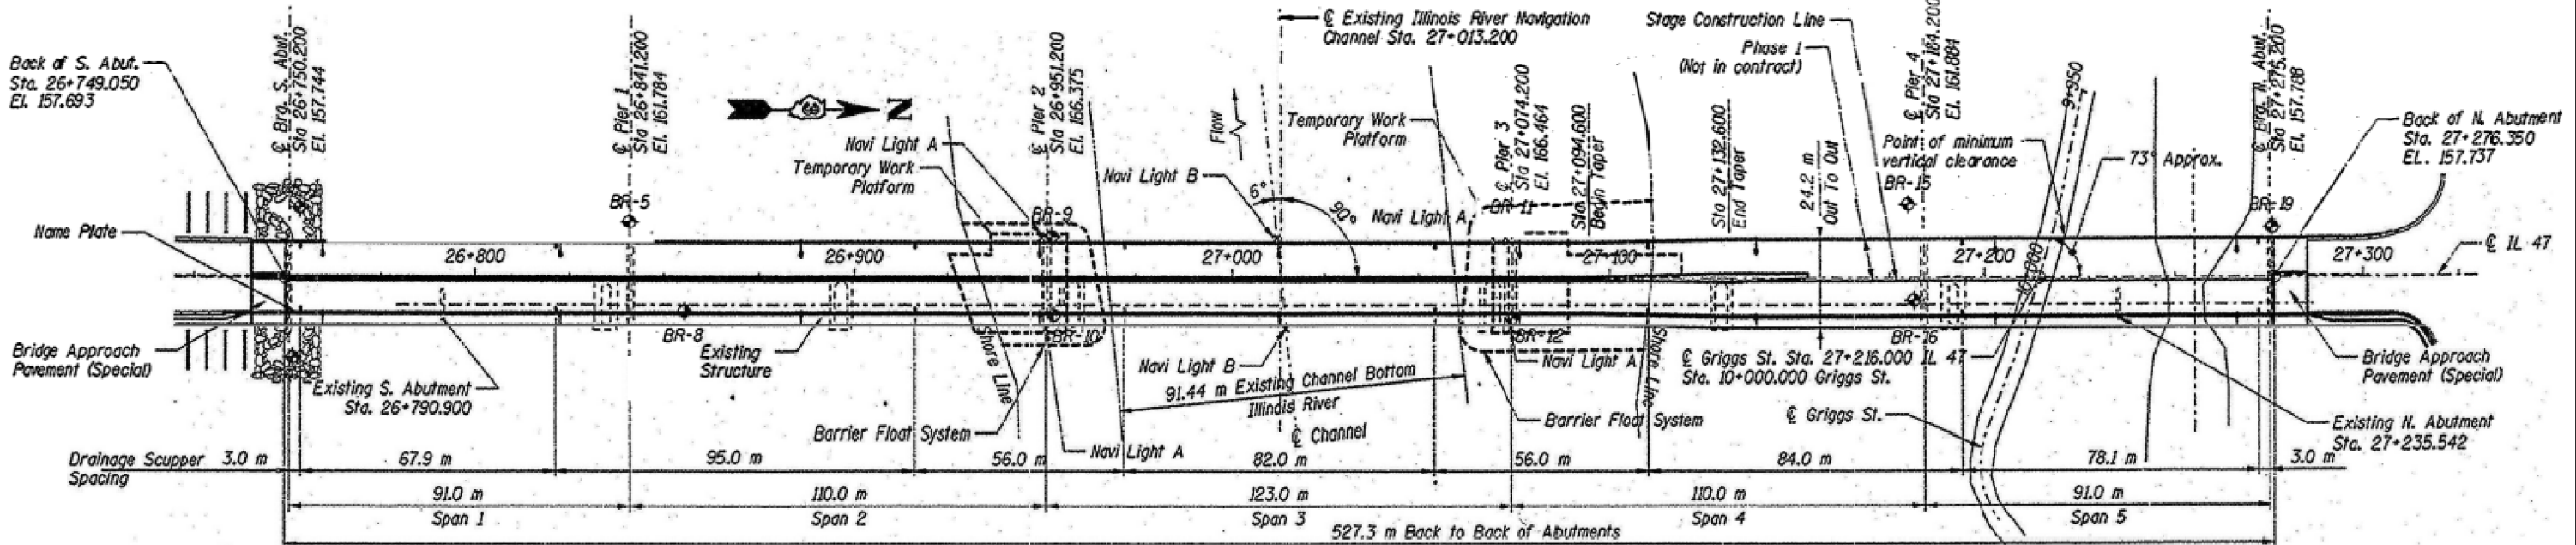 Back of S. Abut.
Sta. 26+749.050
El. 157.693
℄ Brg. S. Abut.
Sta 26+750.200
El. 157.744
℄ Pier 1
Sta 26+841.200
El. 161.784
N
Navi Light A
Temporary Work
Platform
℄ Pier 2
Sta 26+951.200
El. 166.375
Flow
Navi Light B
℄ Existing Illinois River Navigation
Channel Sta. 27+013.200
6°
90°
Temporary Work
Platform
Navi Light A
℄ Pier 3
Sta 27+074.200
El. 166.464
Sta 27+094.600
Begin Taper
Sta 27+132.600
End Taper
24.2 m
Out To Out
Stage Construction Line
Phase 1
(Not in contract)
℄ Pier 4
Sta 27+184.200
El. 161.884
Point of minimum
vertical clearance
9+950
73° Approx.
℄ Brg. N. Abut.
Sta 27+275.200
El. 157.788
Back of N. Abutment
Sta. 27+276.350
EL. 157.737
Name Plate
BR-5
BR-9
BR-11
BR-15
BR-19
26+800
26+900
27+000
27+100
27+200
27+300
10+000
℄ IL 47
BR-8
BR-10
BR-12
BR-16
Bridge Approach
Pavement (Special)
Existing S. Abutment
Sta. 26+790.900
Existing
Structure
Shore Line
Barrier Float System
Navi Light A
Navi Light B
91.44 m Existing Channel Bottom
Illinois River
℄ Channel
Navi Light A
Barrier Float System
Shore Line
℄ Griggs St. Sta. 27+216.000 IL 47
Sta. 10+000.000 Griggs St.
℄ Griggs St.
Bridge Approach
Pavement (Special)
Existing N. Abutment
Sta. 27+235.542
Drainage Scupper
Spacing
3.0 m
67.9 m
95.0 m
56.0 m
82.0 m
56.0 m
84.0 m
78.1 m
3.0 m
91.0 m
110.0 m
123.0 m
110.0 m
91.0 m
Span 1
Span 2
Span 3
Span 4
Span 5
527.3 m Back to Back of Abutments